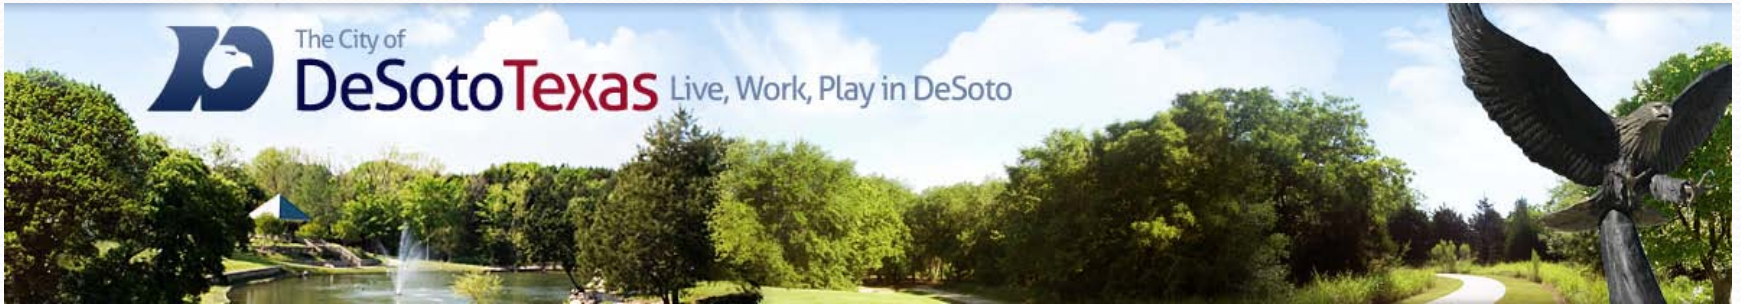 The City of
DeSotoTexas Live, Work, Play in DeSoto